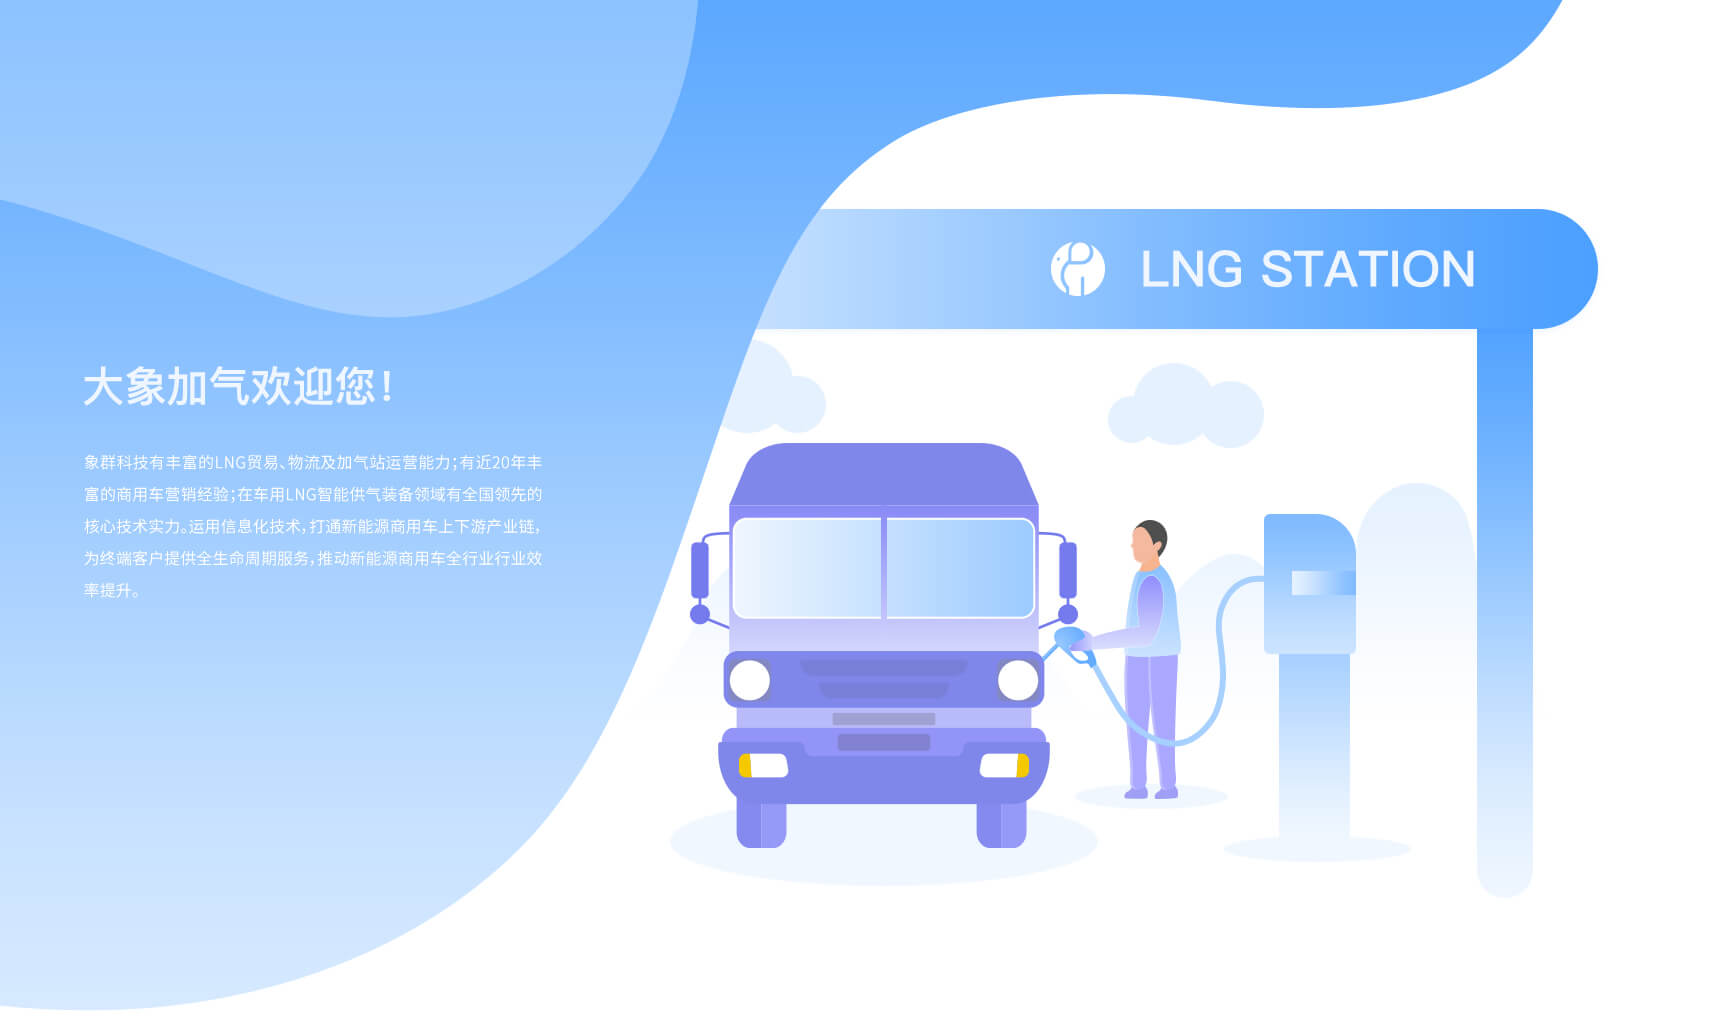 LNG STATION
大象加气欢迎您!
象群科技有丰富的LNG贸易、物流及加气站运营能力;有近20年丰
富的商用车营销经验;在车用LNG智能供气装备领域有全国领先的
核心技术实力。运用信息化技术,打通新能源商用车上下游产业链,
为终端客户提供全生命周期服务,推动新能源商用车全行业行业效
率提升。